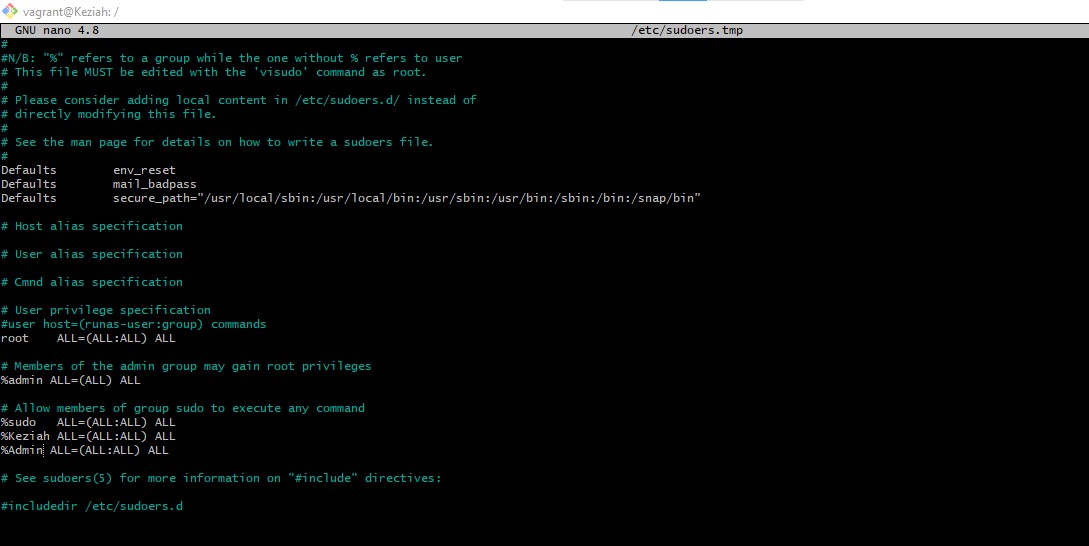 vagrant@Keziah: /
GNU nano 4.8 /etc/sudoers.tmp
#
#N/B: "%" refers to a group while the one without % refers to user
# This file MUST be edited with the 'visudo' command as root.
#
# Please consider adding local content in /etc/sudoers.d/ instead of
# directly modifying this file.
#
# See the man page for details on how to write a sudoers file.
#
Defaults        env_reset
Defaults        mail_badpass
Defaults        secure_path="/usr/local/sbin:/usr/local/bin:/usr/sbin:/usr/bin:/sbin:/bin:/snap/bin"
# Host alias specification
# User alias specification
# Cmnd alias specification
# User privilege specification
#user host=(runas-user:group) commands
root    ALL=(ALL:ALL) ALL
# Members of the admin group may gain root privileges
%admin ALL=(ALL) ALL
# Allow members of group sudo to execute any command
%sudo   ALL=(ALL:ALL) ALL
%Keziah ALL=(ALL:ALL) ALL
%Admin ALL=(ALL:ALL) ALL
# See sudoers(5) for more information on "#include" directives:
#includedir /etc/sudoers.d